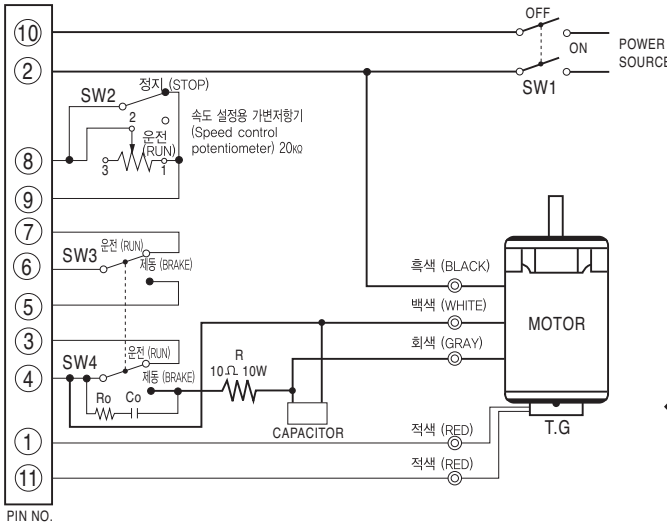 OFF
⑩
ON
POWER
②
SOURCE
정지 (STOP)
SW1
SW2
속도 설정용 가변저항기
2
(Speed control
운전
(RUN)
potentiometer) 20㏀
⑧
3
1
⑨
⑦
운전 (RUN)
SW3
제동 (BRAKE)
⑥
흑색 (BLACK)
⑤
백색 (WHITE)
MOTOR
③
회색 (GRAY)
운전 (RUN)
R
SW4
10Ω 10W
④
제동 (BRAKE)
Ro
Co
CAPACITOR
적색 (RED)
T.G
①
적색 (RED)
⑪
PIN NO.